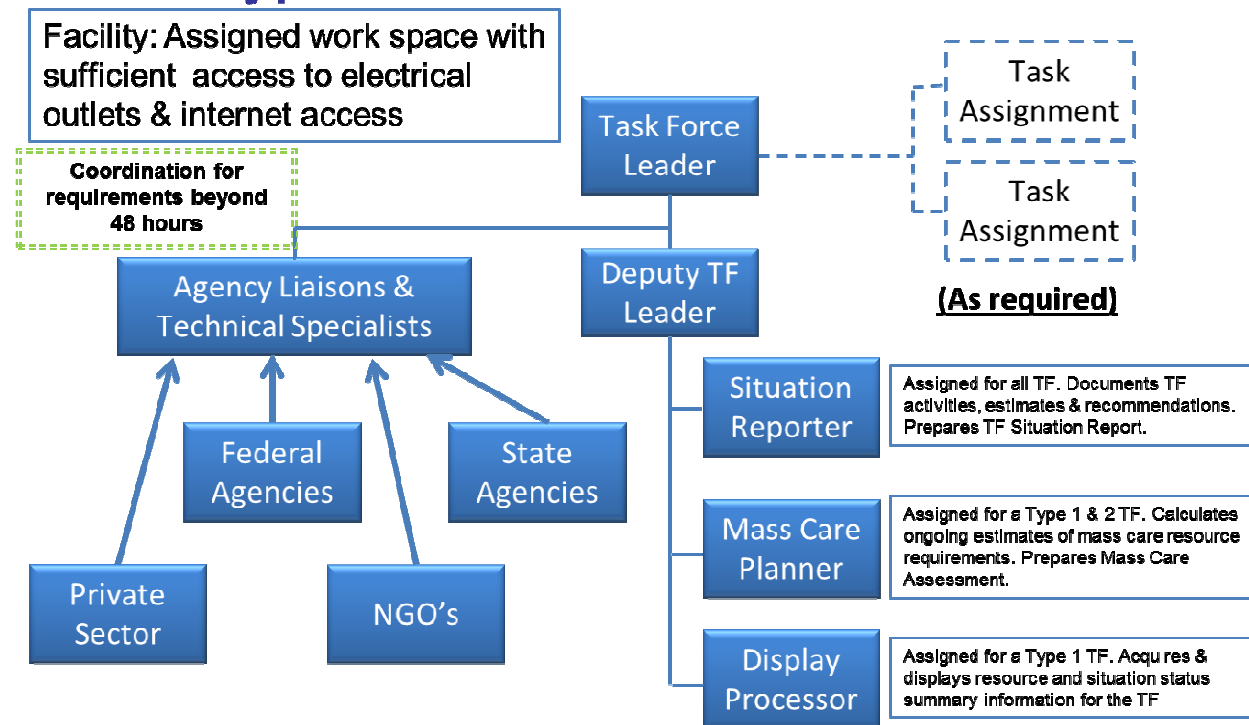 Facility: Assigned work space with
sufficient access to electrical
outlets & internet access
Coordination for
requirements beyond
48 hours
Task Force
Leader
Task
Assignment
Task
Assignment
(As required)
Agency Liaisons &
Technical Specialists
Deputy TF
Leader
Federal
Agencies
State
Agencies
Private
Sector
NGO's
Situation
Reporter
Assigned for all TF. Documents TF
activities, estimates & recommendations.
Prepares TF Situation Report.
Mass Care
Planner
Assigned for a Type 1 & 2 TF. Calculates
ongoing estimates of mass care resource
requirements. Prepares Mass Care
Assessment.
Display
Processor
Assigned for a Type 1 TF. Acquires &
displays resource and situation status
summary information for the TF